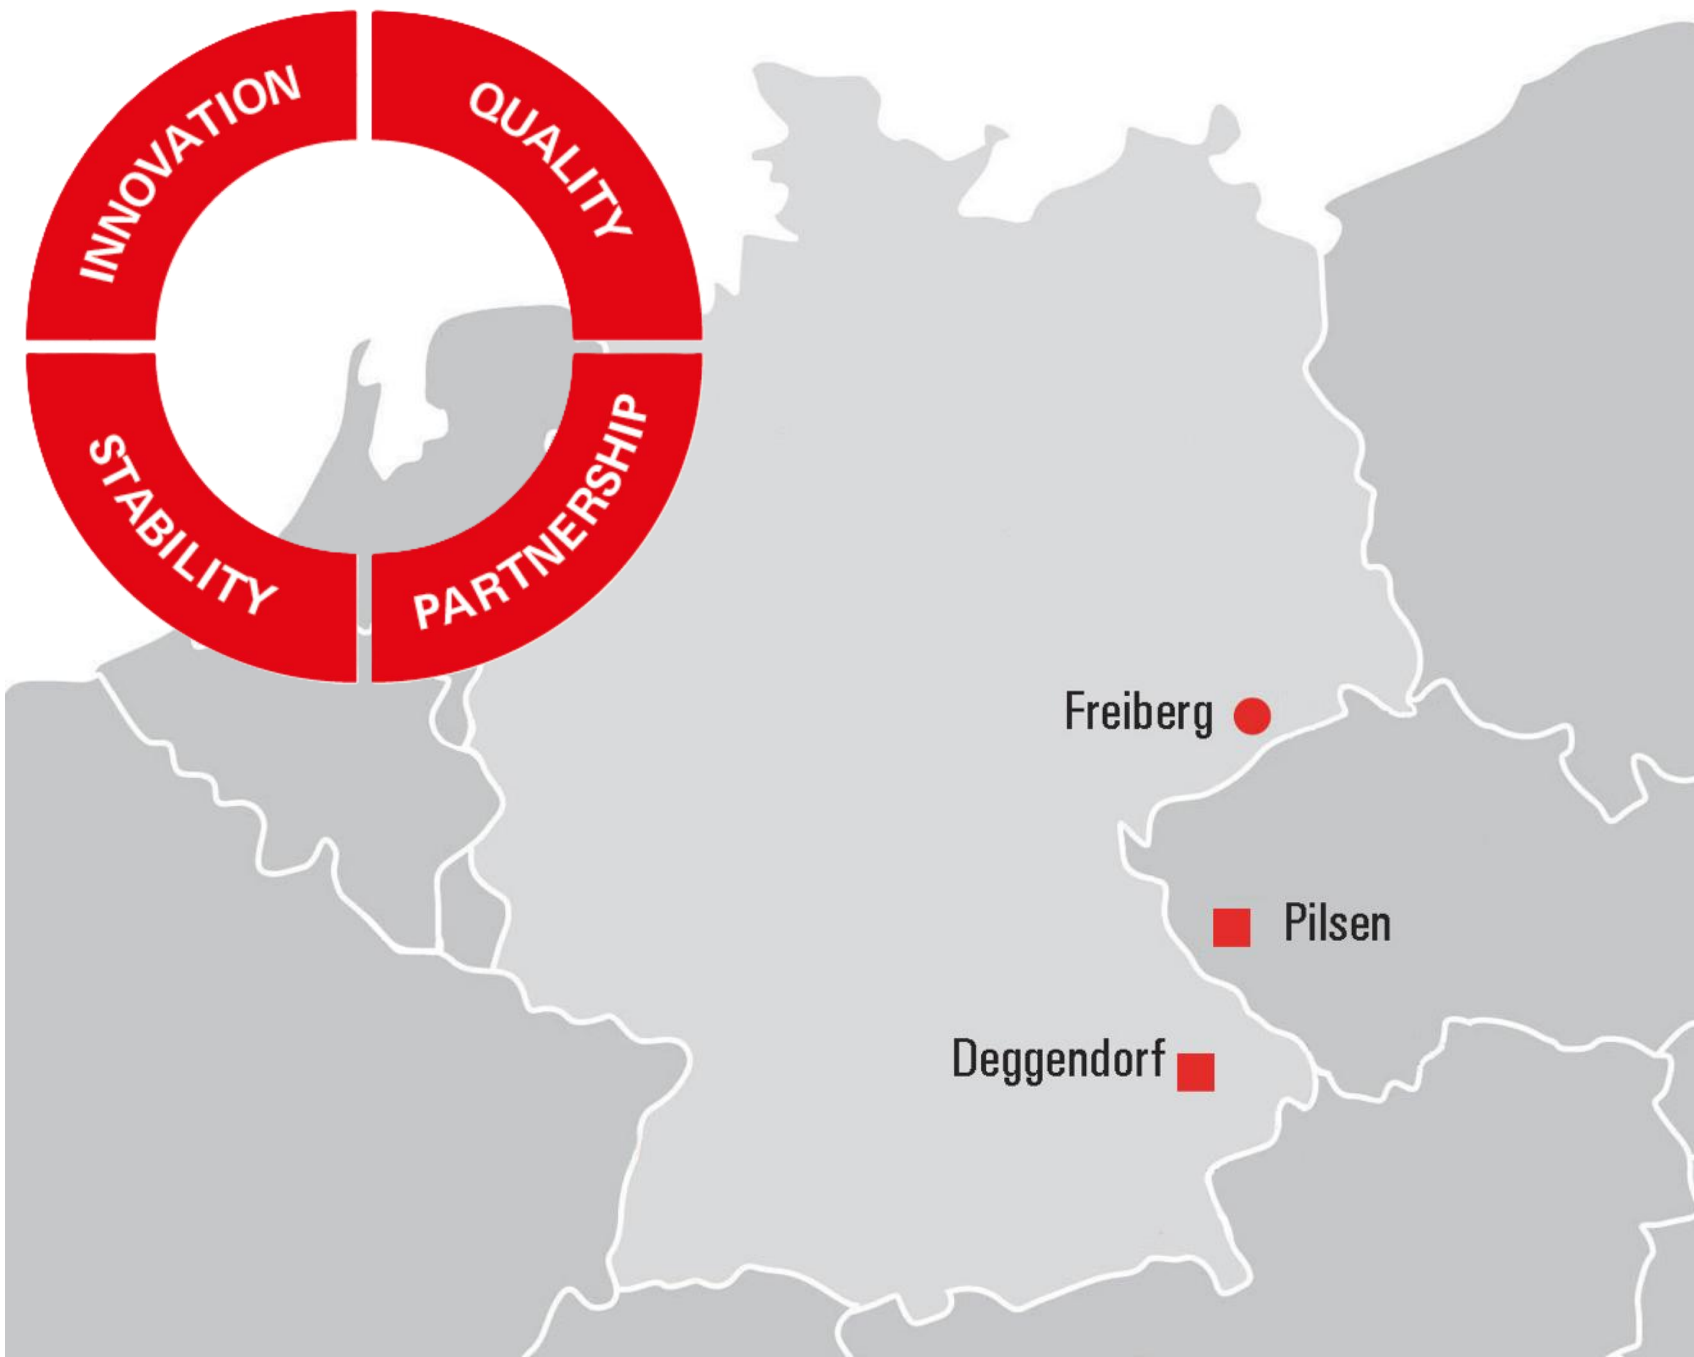 INNOVATION
QUALITY
STABILITY
PARTNERSHIP
Freiberg
Pilsen
Deggendorf